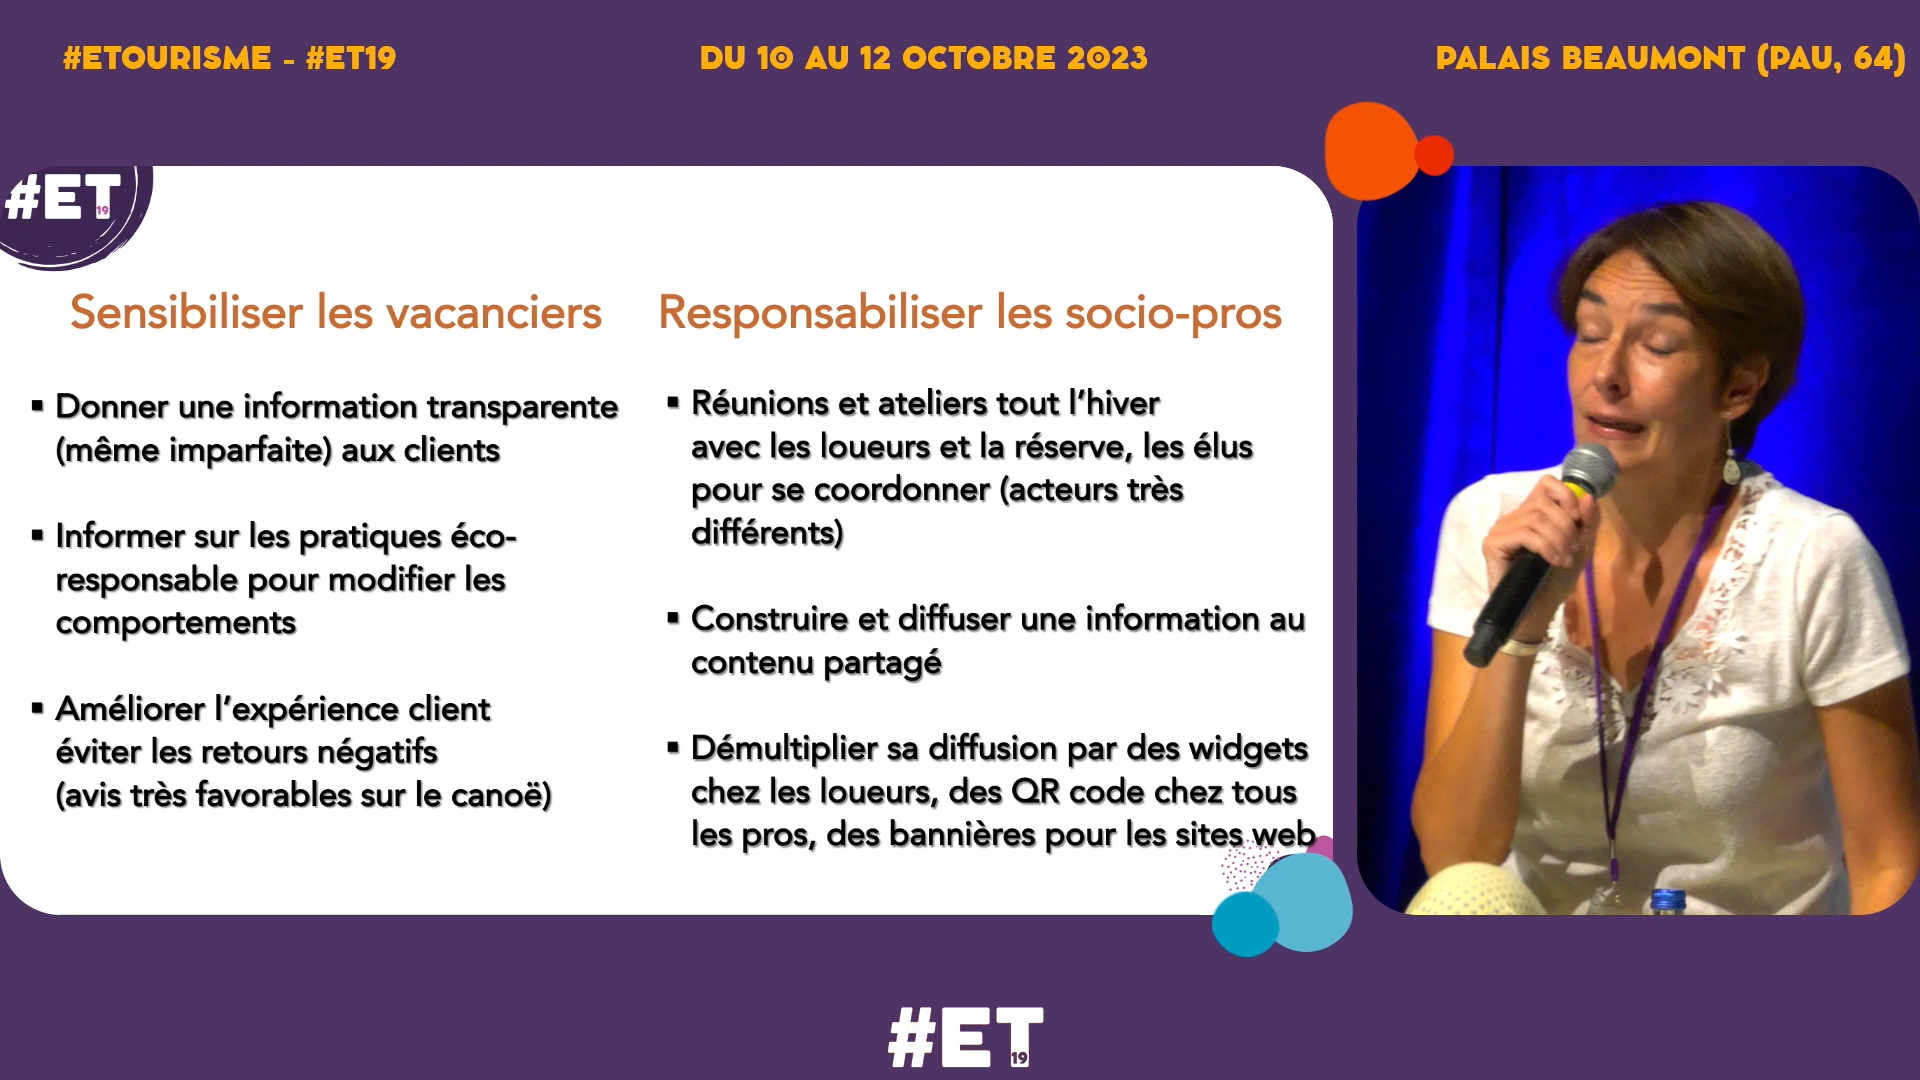 #ETOURISME - #ET19
DU 10 AU 12 OCTOBRE 2023
PALAIS BEAUMONT (PAU, 64)
#ET
19
Sensibiliser les vacanciers
▪ Donner une information transparente
(même imparfaite) aux clients
▪ Informer sur les pratiques éco-
responsable pour modifier les
comportements
▪ Améliorer l’expérience client
éviter les retours négatifs
(avis très favorables sur le canoë)
Responsabiliser les socio-pros
▪ Réunions et ateliers tout l’hiver
avec les loueurs et la réserve, les élus
pour se coordonner (acteurs très
différents)
▪ Construire et diffuser une information au
contenu partagé
▪ Démultiplier sa diffusion par des widgets
chez les loueurs, des QR code chez tous
les pros, des bannières pour les sites web
#ET
19